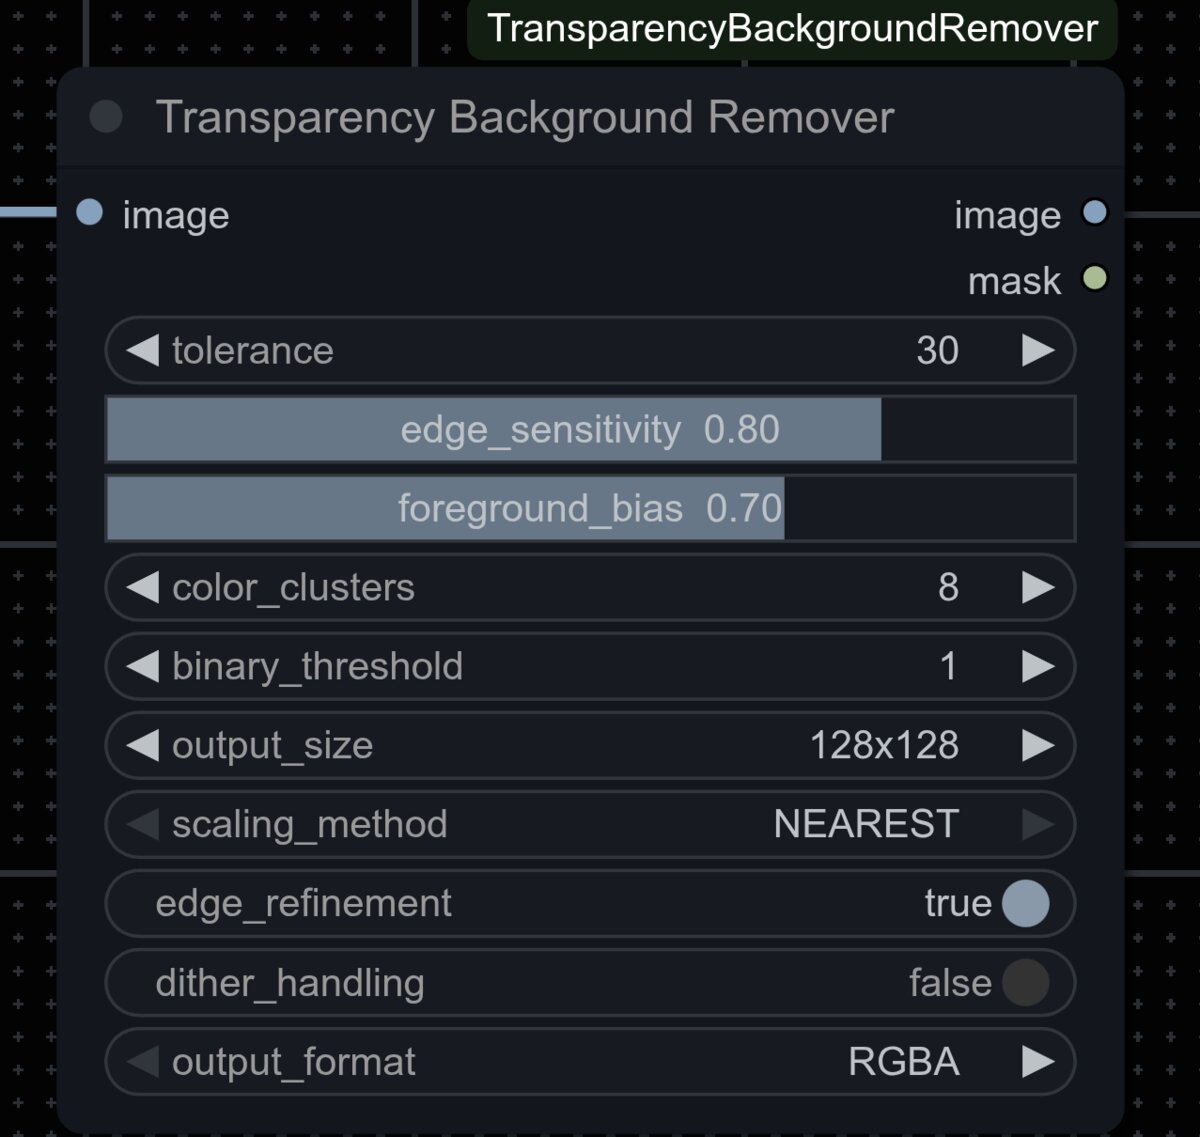 TransparencyBackgroundRemover
Transparency Background Remover
image image
mask
tolerance 30
edge_sensitivity 0.80
foreground_bias 0.70
color_clusters 8
binary_threshold 1
output_size 128x128
scaling_method NEAREST
edge_refinement true
dither_handling false
output_format RGBA